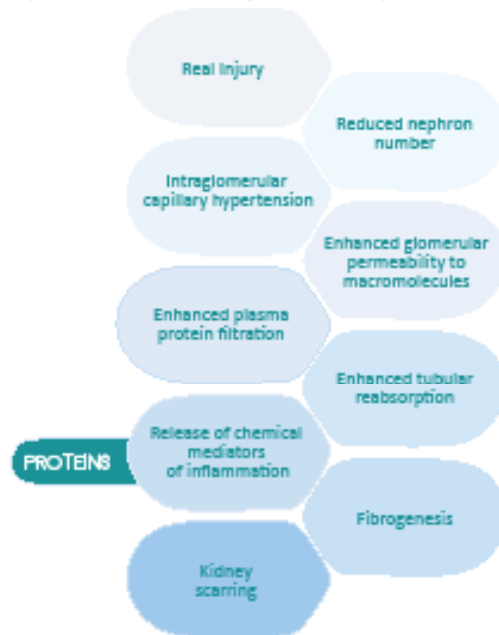 Real Injury
Reduced nephron
number
Intraglomerular
capillary hypertension
Enhanced glomerular
permeability to
macromolecules
Enhanced plasma
protein filtration
Enhanced tubular
reabsorption
Release of chemical
mediators
of inflammation
PROTEINS
Fibrogenesis
Kidney
scarring